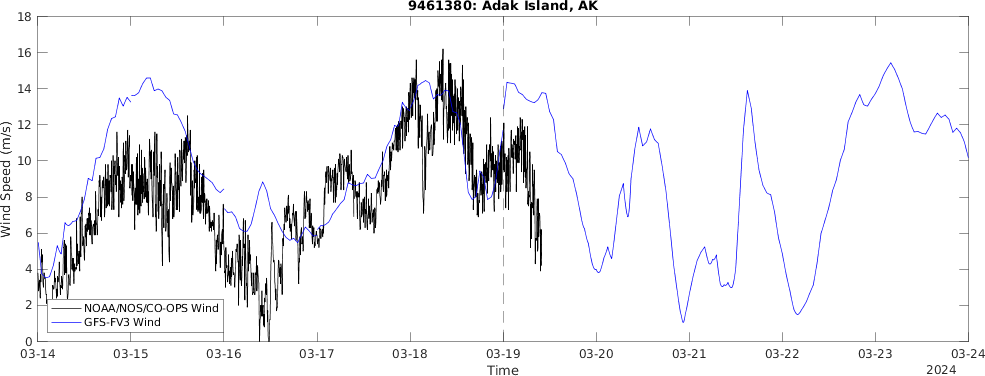 9461380: Adak Island, AK
Wind Speed (m/s)
18
16
14
12
10
8
6
4
2
0
NOAA/NOS/CO-OPS Wind
GFS-FV3 Wind
03-14 03-15 03-16 03-17 03-18 03-19 03-20 03-21 03-22 03-23 03-24
Time
2024